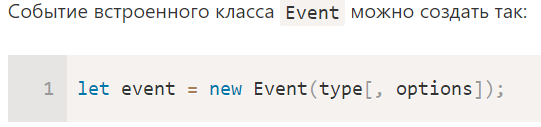 Событие встроенного класса Event можно создать так:
1 let event = new Event(type[, options]);